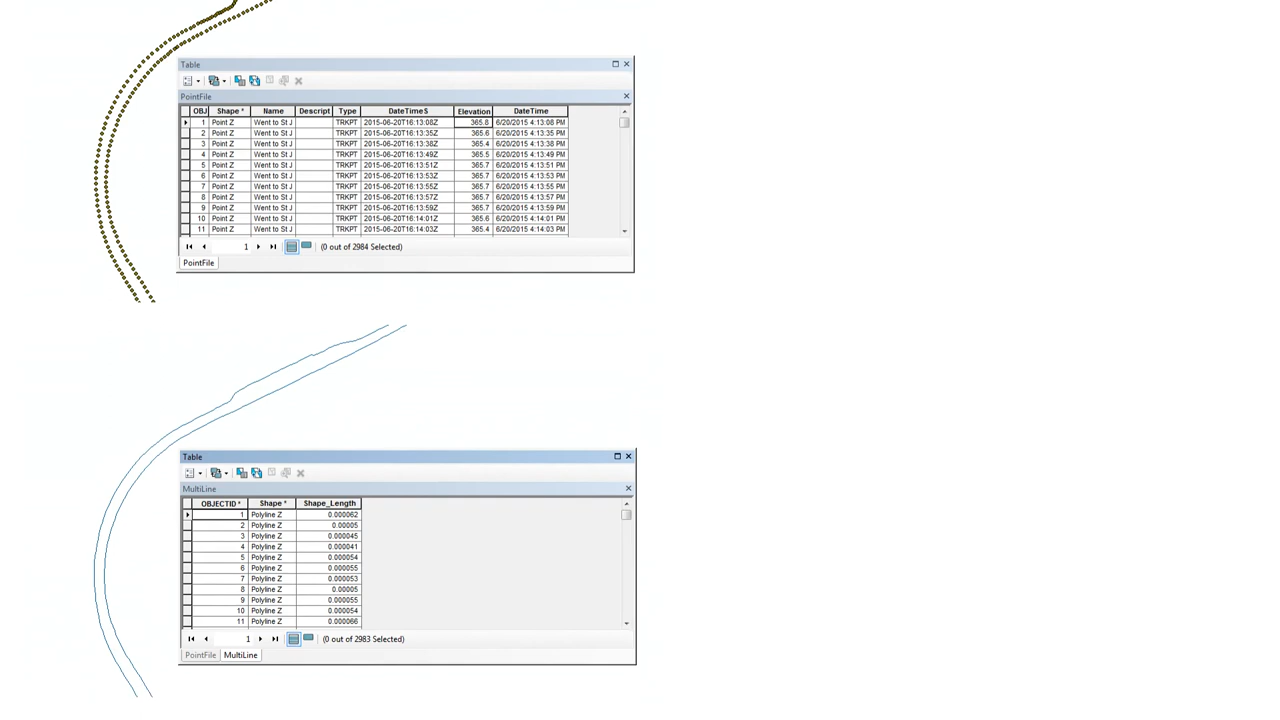 Table
PointFile
OBJ Shape * Name Descript Type DateTimeS Elevation DateTime
1 Point Z Went to St J TRKPT 2015-06-20T16:13:08Z 365.8 6/20/2015 4:13:08 PM
2 Point Z Went to St J TRKPT 2015-06-20T16:13:35Z 365.6 6/20/2015 4:13:35 PM
3 Point Z Went to St J TRKPT 2015-06-20T16:13:38Z 365.4 6/20/2015 4:13:38 PM
4 Point Z Went to St J TRKPT 2015-06-20T16:13:49Z 365.5 6/20/2015 4:13:49 PM
5 Point Z Went to St J TRKPT 2015-06-20T16:13:51Z 365.7 6/20/2015 4:13:51 PM
6 Point Z Went to St J TRKPT 2015-06-20T16:13:53Z 365.7 6/20/2015 4:13:53 PM
7 Point Z Went to St J TRKPT 2015-06-20T16:13:55Z 365.7 6/20/2015 4:13:55 PM
8 Point Z Went to St J TRKPT 2015-06-20T16:13:57Z 365.7 6/20/2015 4:13:57 PM
9 Point Z Went to St J TRKPT 2015-06-20T16:13:59Z 365.7 6/20/2015 4:13:59 PM
10 Point Z Went to St J TRKPT 2015-06-20T16:14:01Z 365.6 6/20/2015 4:14:01 PM
11 Point Z Went to St J TRKPT 2015-06-20T16:14:03Z 365.4 6/20/2015 4:14:03 PM
1 (0 out of 2984 Selected)
PointFile
Table
MultiLine
OBJECTID * Shape * Shape_Length
1 Polyline Z 0.000062
2 Polyline Z 0.00005
3 Polyline Z 0.000045
4 Polyline Z 0.000041
5 Polyline Z 0.000054
6 Polyline Z 0.000055
7 Polyline Z 0.000053
8 Polyline Z 0.00005
9 Polyline Z 0.000055
10 Polyline Z 0.000054
11 Polyline Z 0.000066
1 (0 out of 2983 Selected)
PointFile MultiLine